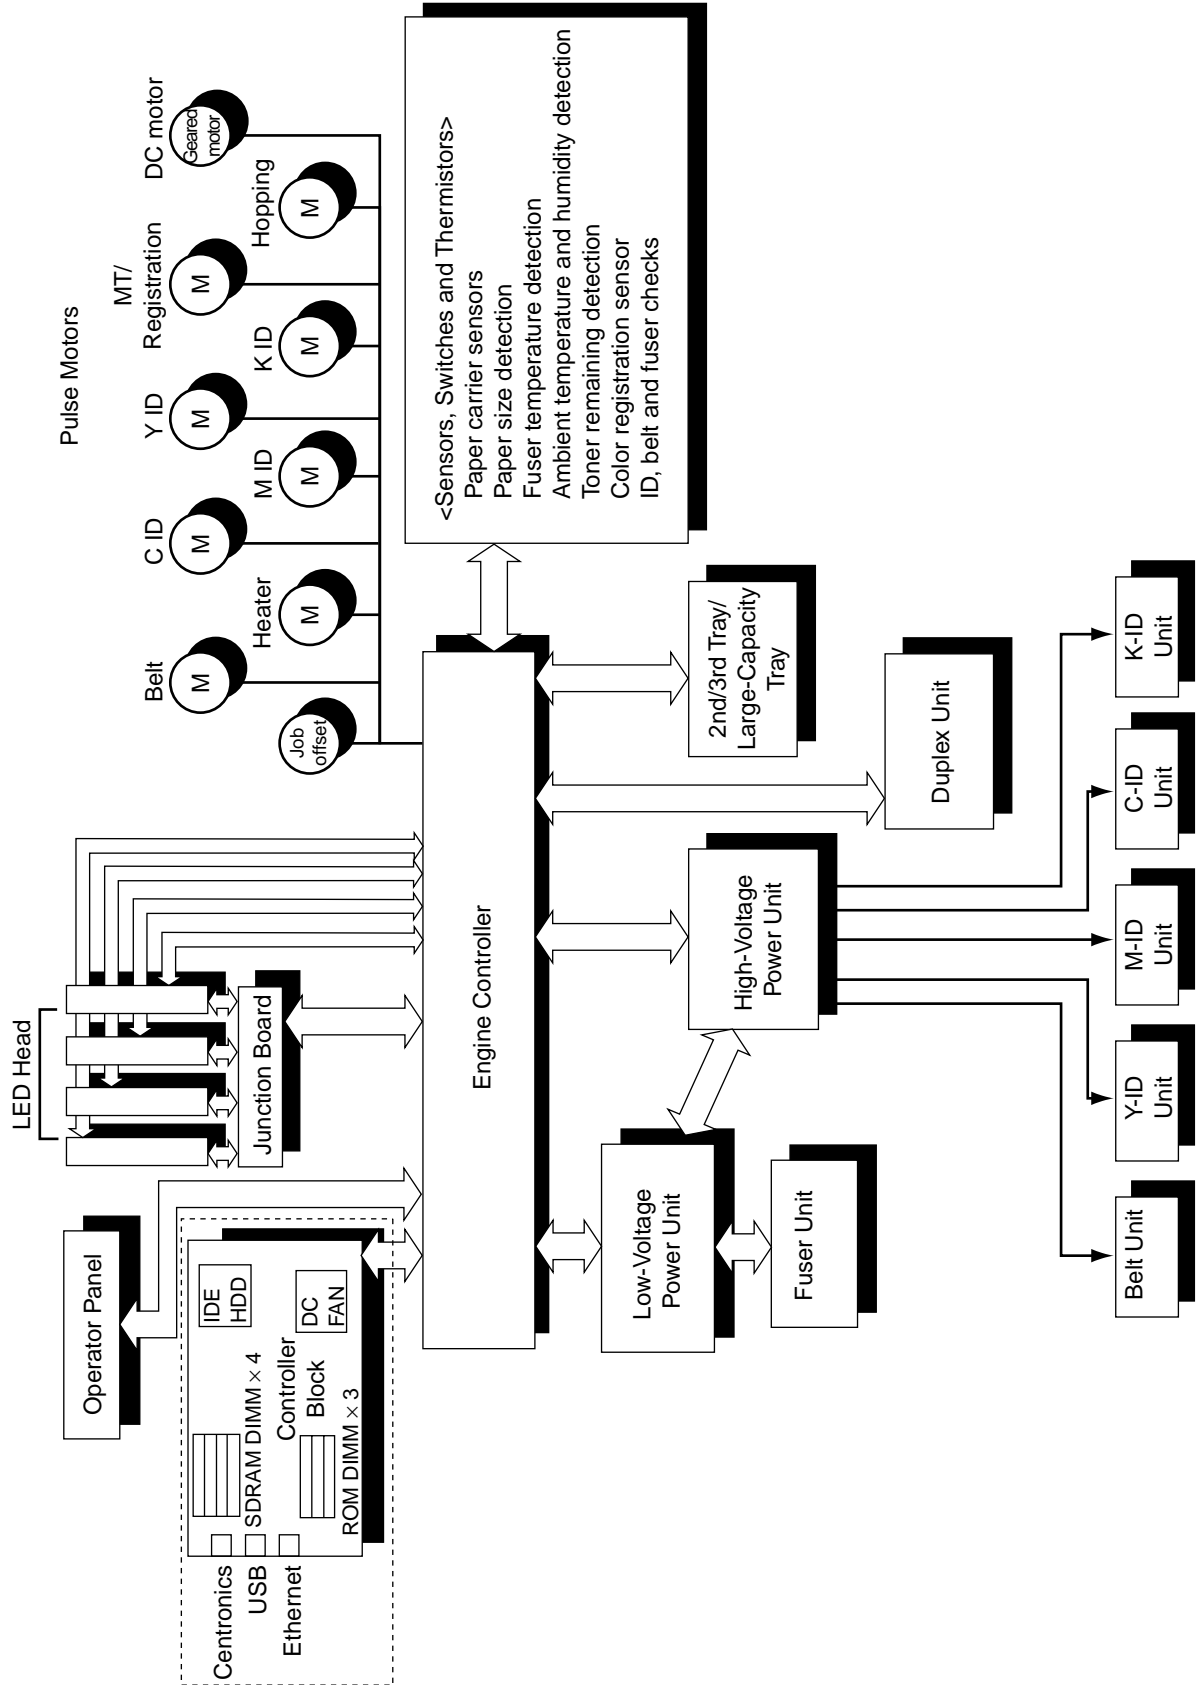 Operator Panel
LED Head
Junction Board
Centronics
USB
Ethernet
SDRAM DIMM × 4
IDE
HDD
Controller
Block
DC
FAN
ROM DIMM × 3
Pulse Motors
Belt
M
Heater
M
C ID
M
M ID
M
Y ID
M
K ID
M
MT/
Registration
M
Hopping
M
DC motor
Geared
motor
Job
offset
Engine Controller
<Sensors, Switches and Thermistors>
Paper carrier sensors
Paper size detection
Fuser temperature detection
Ambient temperature and humidity detection
Toner remaining detection
Color registration sensor
ID, belt and fuser checks
Low-Voltage
Power Unit
Fuser Unit
High-Voltage
Power Unit
Duplex Unit
2nd/3rd Tray/
Large-Capacity
Tray
Belt Unit
Y-ID
Unit
M-ID
Unit
C-ID
Unit
K-ID
Unit